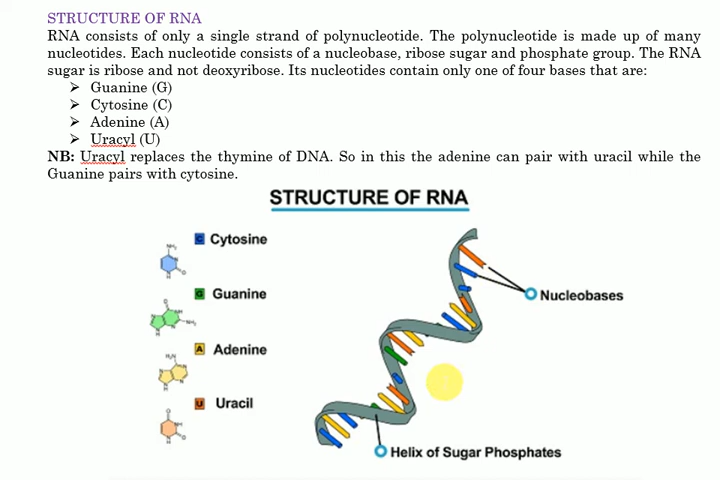 STRUCTURE OF RNA
RNA consists of only a single strand of polynucleotide. The polynucleotide is made up of many
nucleotides. Each nucleotide consists of a nucleobase, ribose sugar and phosphate group. The RNA
sugar is ribose and not deoxyribose. Its nucleotides contain only one of four bases that are:
➢ Guanine (G)
➢ Cytosine (C)
➢ Adenine (A)
➢ Uracyl (U)
NB: Uracyl replaces the thymine of DNA. So in this the adenine can pair with uracil while the
Guanine pairs with cytosine.
STRUCTURE OF RNA
C Cytosine
G Guanine
A Adenine
U Uracil
Nucleobases
Helix of Sugar Phosphates